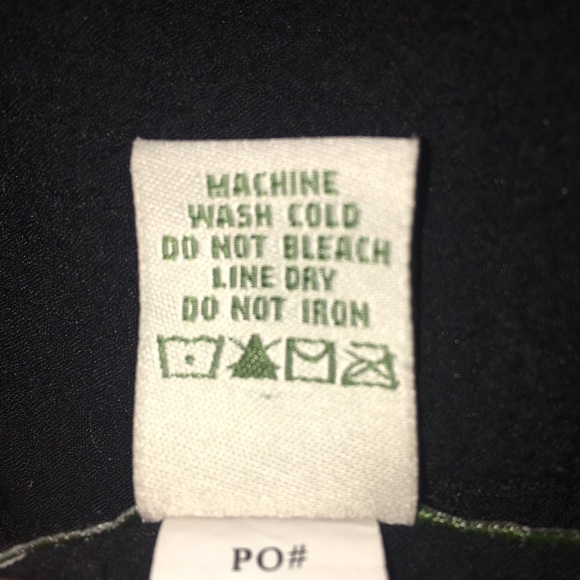 MACHINE
WASH COLD
DO NOT BLEACH
LINE DRY
DO NOT IRON
PO#